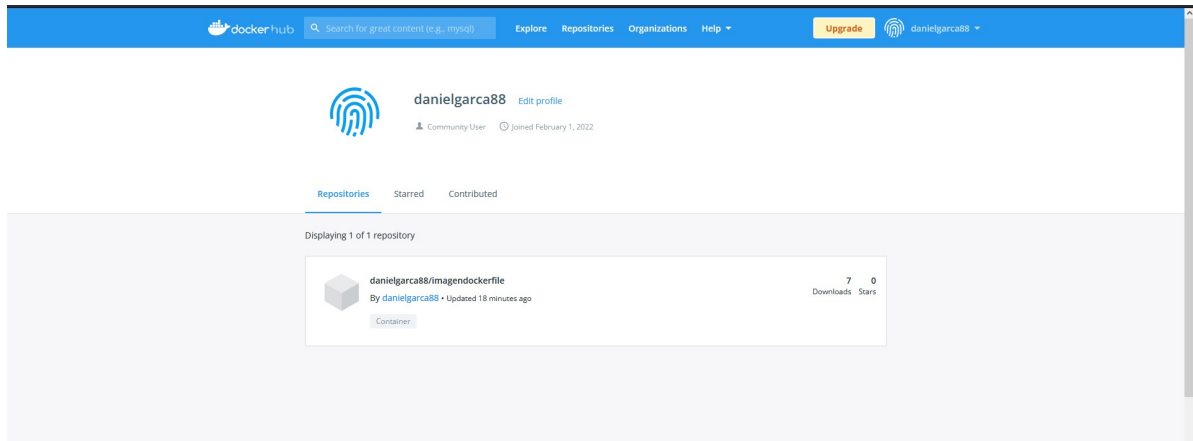 dockerhub Search for great content (e.g., mysql) Explore Repositories Organizations Help Upgrade danielgarca88
danielgarca88 Edit profile
Community User Joined February 1, 2022
Repositories Starred Contributed
Displaying 1 of 1 repository
danielgarca88/imagendockerfile 7 0
By danielgarca88 • Updated 18 minutes ago Downloads Stars
Container